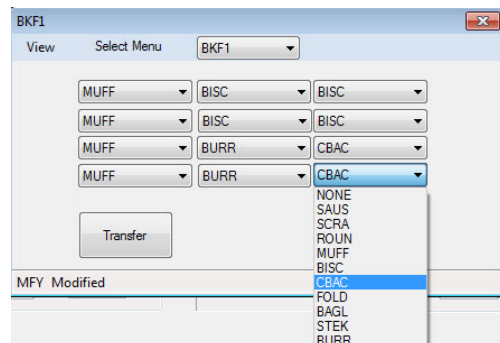 BKF1
View Select Menu BKF1
MUFF BISC BISC
MUFF BISC BISC
MUFF BURR CBAC
MUFF BURR CBAC
NONE
SAUS
SCRA
ROUN
MUFF
BISC
CBAC
FOLD
BAGL
STEK
BURR
Transfer
MFY Modified